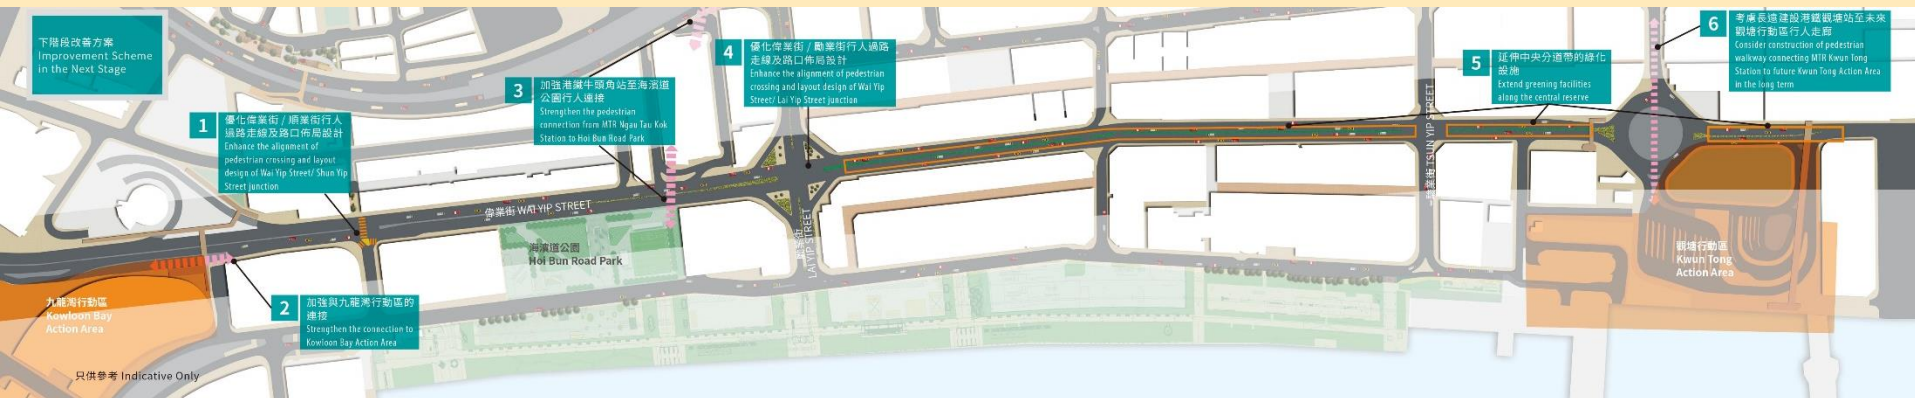 下階段改善方案
Improvement Scheme
in the Next Stage
1
優化偉業街 / 順業街行人
過路走線及路口佈局設計
Enhance the alignment of
pedestrian crossing and layout
design of Wai Yip Street/ Shun Yip
Street junction
2
加強與九龍灣行動區的
連接
Strengthen the connection to
Kowloon Bay Action Area
3
加強港鐵牛頭角站至海濱道
公園行人連接
Strengthen the pedestrian
connection from MTR Ngau Tau Kok
Station to Hoi Bun Road Park
4
優化偉業街 / 勵業街行人過路
走線及路口佈局設計
Enhance the alignment of pedestrian
crossing and layout design of Wai Yip
Street/ Lai Yip Street junction
5
延伸中央分道帶的綠化
設施
Extend greening facilities
along the central reserve
6
考慮長遠建設港鐵觀塘站至未來
觀塘行動區行人走廊
Consider construction of pedestrian
walkway connecting MTR Kwun Tong
Station to future Kwun Tong Action Area
in the long term
偉業街 WAI YIP STREET
海濱道公園
Hoi Bun Road Park
LAI YIP STREET
業街 TSUN YIP STREET
九龍灣行動區
Kowloon Bay
Action Area
觀塘行動區
Kwun Tong
Action Area
只供參考 Indicative Only